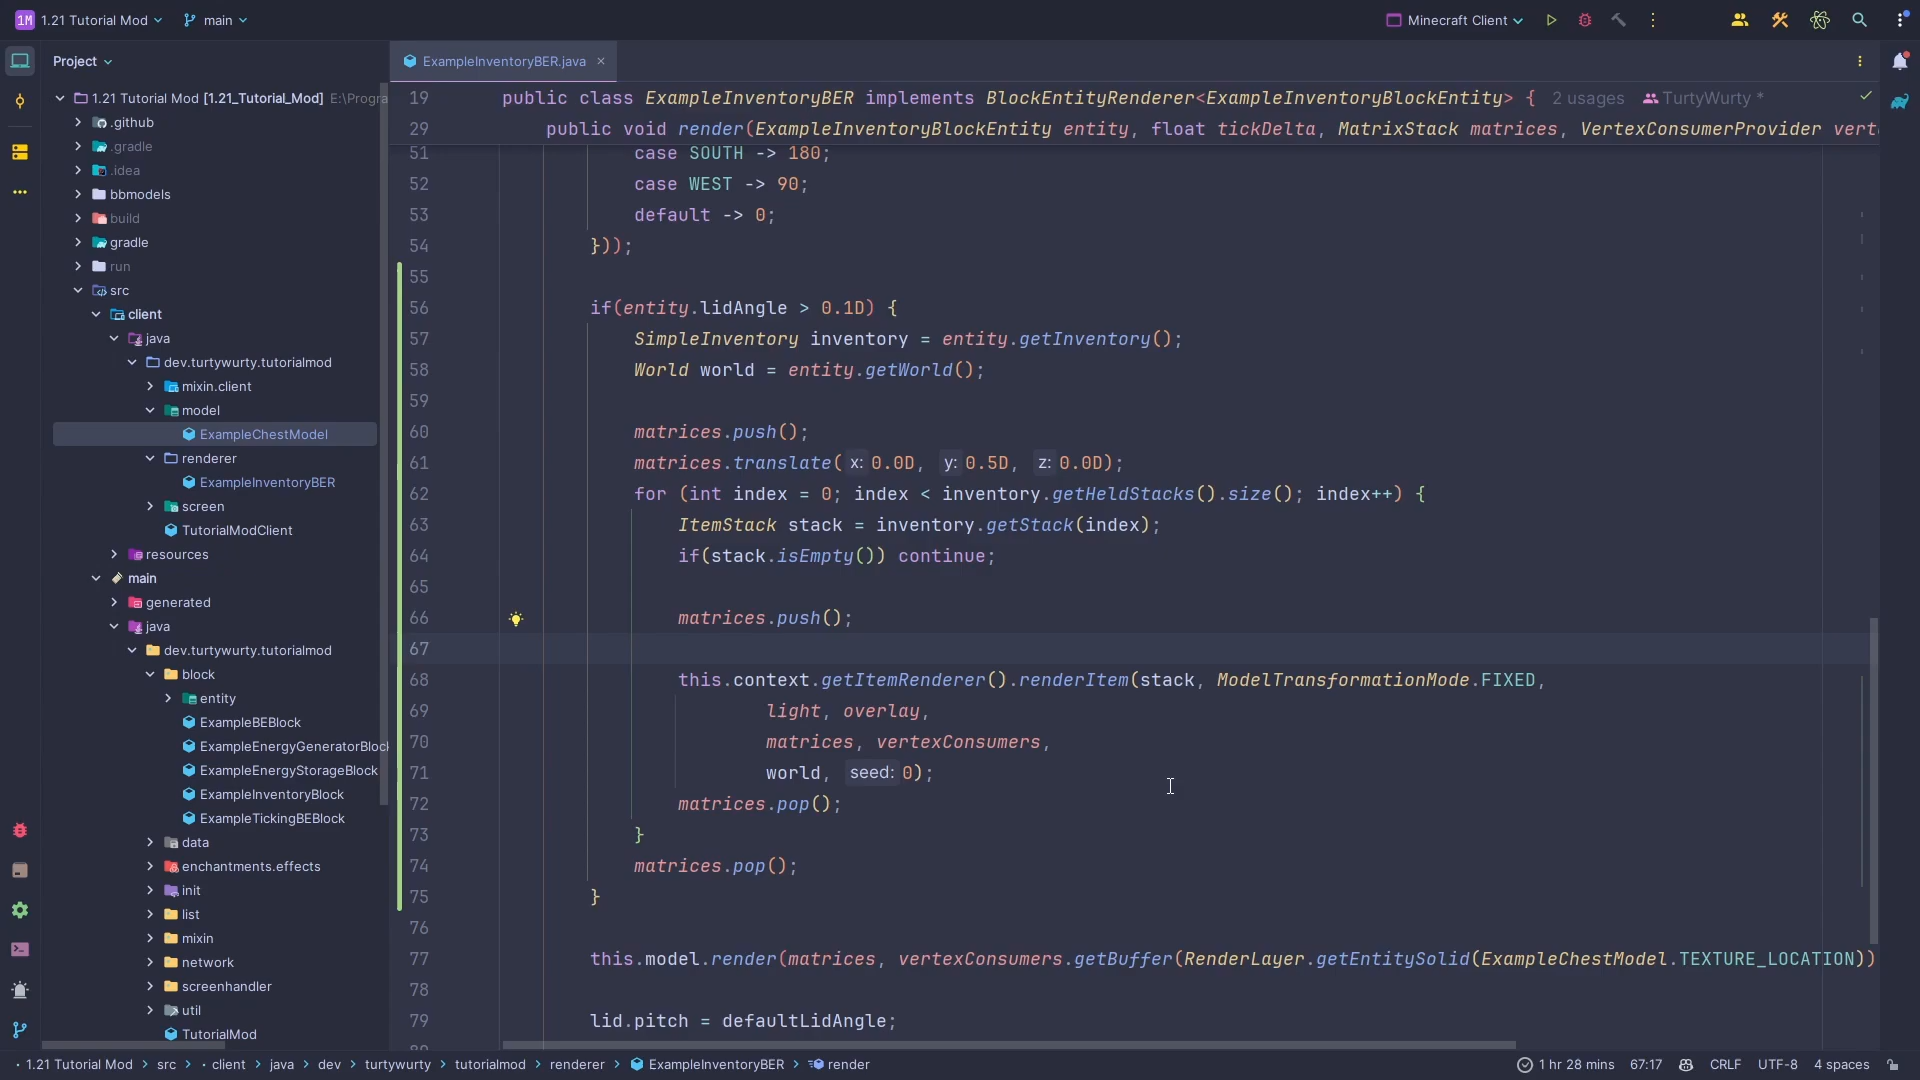 1M 1.21 Tutorial Mod main Minecraft Client
Project
ExampleInventoryBER.java ×
1.21 Tutorial Mod [1.21_Tutorial_Mod] E:\Progra
.github
.gradle
.idea
bbmodels
build
gradle
run
src
client
java
dev.turtywurty.tutorialmod
mixin.client
model
ExampleChestModel
renderer
ExampleInventoryBER
screen
TutorialModClient
resources
main
generated
java
dev.turtywurty.tutorialmod
block
entity
ExampleBEBlock
ExampleEnergyGeneratorBlock
ExampleEnergyStorageBlock
ExampleInventoryBlock
ExampleTickingBEBlock
data
enchantments.effects
init
list
mixin
network
screenhandler
util
TutorialMod
19 public class ExampleInventoryBER implements BlockEntityRenderer<ExampleInventoryBlockEntity> { 2 usages TurtyWurty *
29 public void render(ExampleInventoryBlockEntity entity, float tickDelta, MatrixStack matrices, VertexConsumerProvider vert
51 case SOUTH -> 180;
52 case WEST -> 90;
53 default -> 0;
54 }));
55
56 if(entity.lidAngle > 0.1D) {
57 SimpleInventory inventory = entity.getInventory();
58 World world = entity.getWorld();
59
60 matrices.push();
61 matrices.translate( x: 0.0D, y: 0.5D, z: 0.0D);
62 for (int index = 0; index < inventory.getHeldStacks().size(); index++) {
63 ItemStack stack = inventory.getStack(index);
64 if(stack.isEmpty()) continue;
65
66 matrices.push();
67
68 this.context.getItemRenderer().renderItem(stack, ModelTransformationMode.FIXED,
69 light, overlay,
70 matrices, vertexConsumers,
71 world, seed: 0);
72 matrices.pop();
73 }
74 matrices.pop();
75 }
76
77 this.model.render(matrices, vertexConsumers.getBuffer(RenderLayer.getEntitySolid(ExampleChestModel.TEXTURE_LOCATION))
78
79 lid.pitch = defaultLidAngle;
1.21 Tutorial Mod > src > client > java > dev > turtywurty > tutorialmod > renderer > ExampleInventoryBER > render 1 hr 28 mins 67:17 CRLF UTF-8 4 spaces